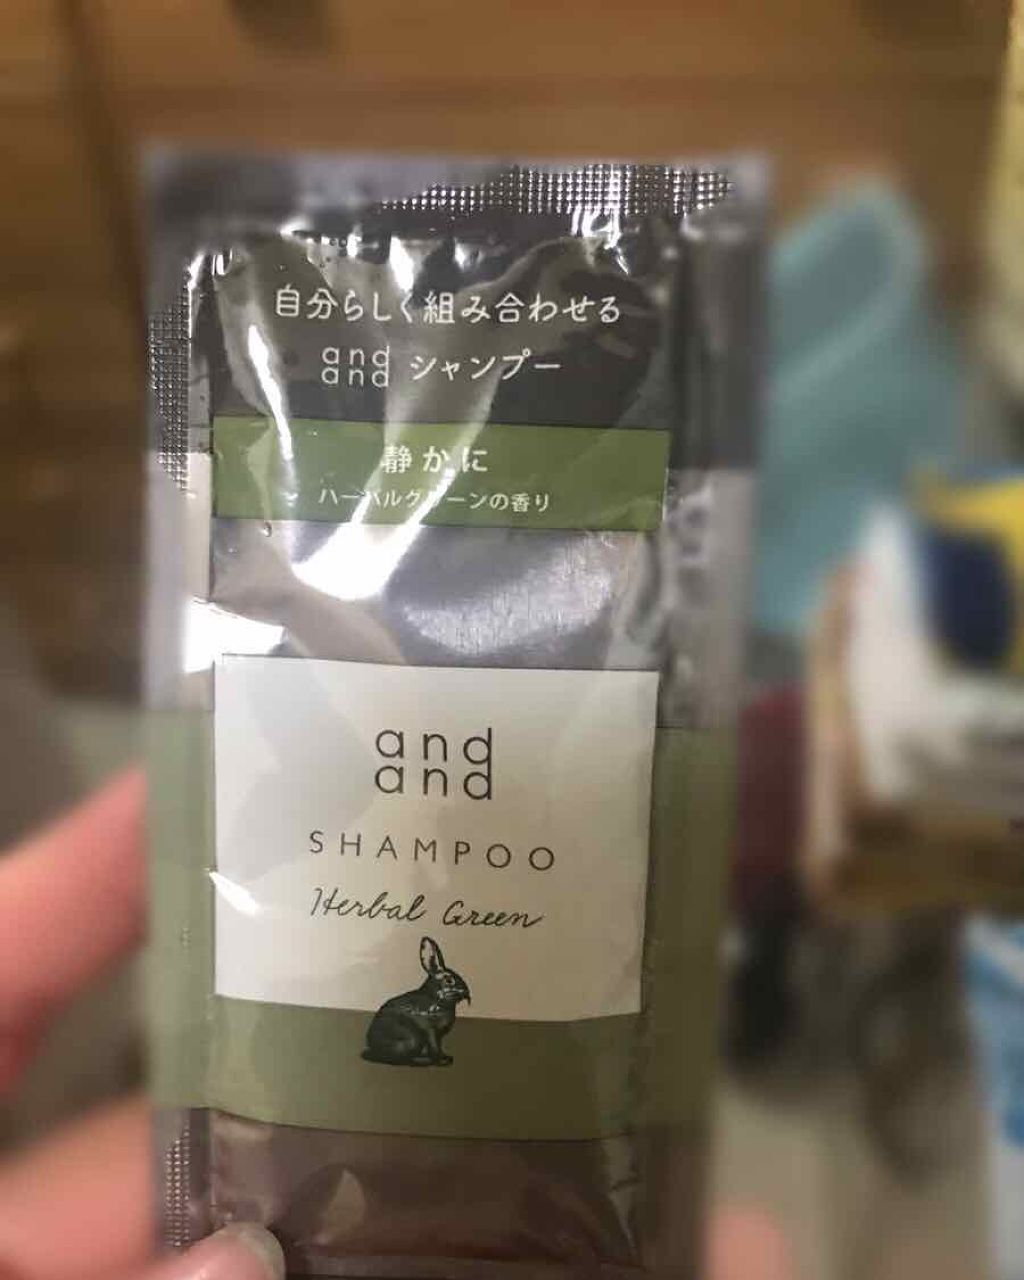 自分らしく組み合わせる
and and シャンプー
静かに
ハーバルグリーンの香り
and
and
SHAMPOO
Herbal Green